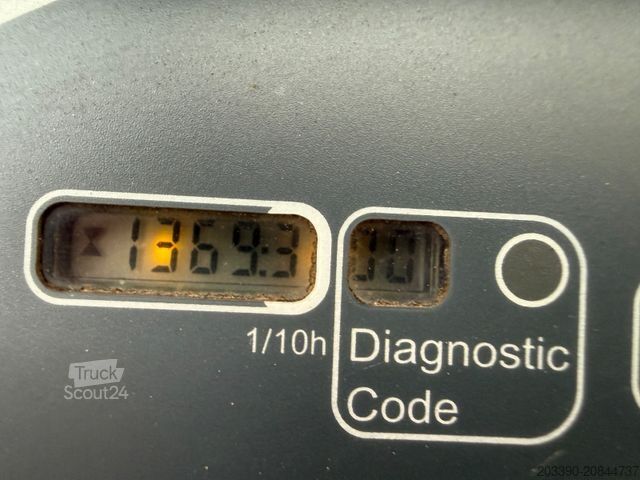 1369.3
1/10h
Diagnostic
Code
Truck
Scout24
203390-20844737